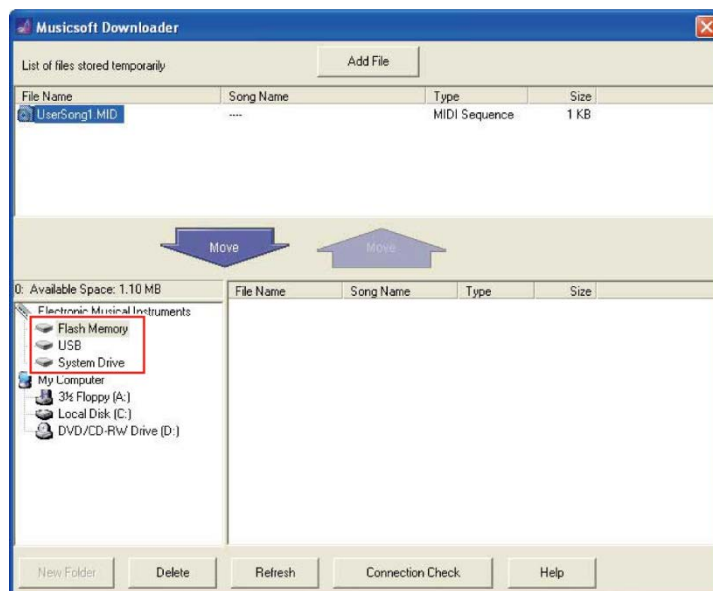 Musicsoft Downloader
List of files stored temporarily Add File
File Name Song Name Type Size
UserSong1.MID ---- MIDI Sequence 1 KB
Move Move
0: Available Space: 1.10 MB
File Name Song Name Type Size
Electronic Musical Instruments
Flash Memory
USB
System Drive
My Computer
3½ Floppy (A:)
Local Disk (C:)
DVD/CD-RW Drive (D:)
New Folder Delete Refresh Connection Check Help